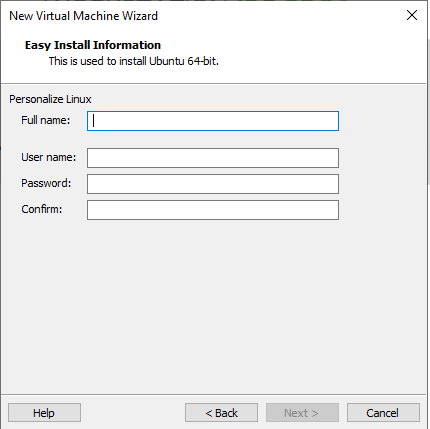 New Virtual Machine Wizard
Easy Install Information
This is used to install Ubuntu 64-bit.
Personalize Linux
Full name:
User name:
Password:
Confirm:
Help
< Back
Next >
Cancel